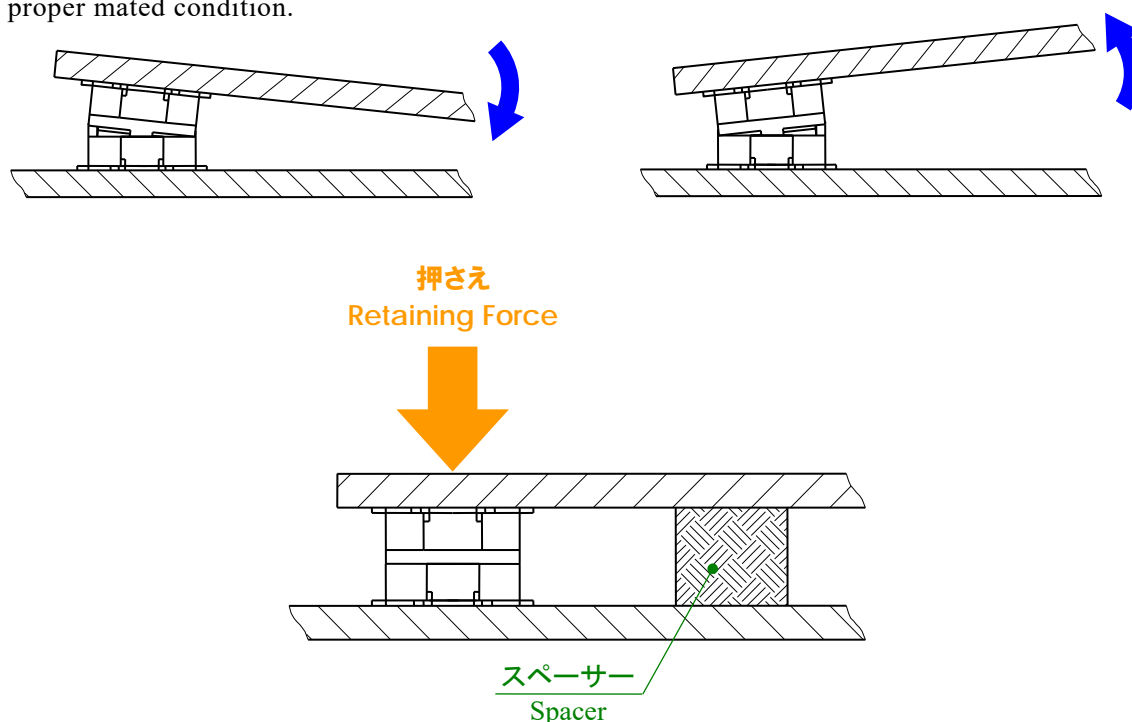 proper mated condition.
押さえ
Retaining Force
スペーサー
Spacer